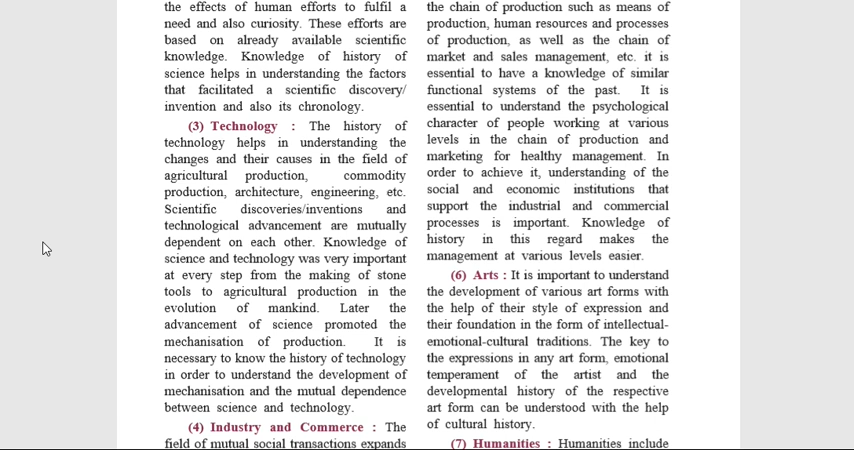 the effects of human efforts to fulfil a
need and also curiosity. These efforts are
based on already available scientific
knowledge. Knowledge of history of
science helps in understanding the factors
that facilitated a scientific discovery/
invention and also its chronology.
(3) Technology : The history of
technology helps in understanding the
changes and their causes in the field of
agricultural production, commodity
production, architecture, engineering, etc.
Scientific discoveries/inventions and
technological advancement are mutually
dependent on each other. Knowledge of
science and technology was very important
at every step from the making of stone
tools to agricultural production in the
evolution of mankind. Later the
advancement of science promoted the
mechanisation of production. It is
necessary to know the history of technology
in order to understand the development of
mechanisation and the mutual dependence
between science and technology.
(4) Industry and Commerce : The
field of mutual social transactions expands
the chain of production such as means of
production, human resources and processes
of production, as well as the chain of
market and sales management, etc. it is
essential to have a knowledge of similar
functional systems of the past. It is
essential to understand the psychological
character of people working at various
levels in the chain of production and
marketing for healthy management. In
order to achieve it, understanding of the
social and economic institutions that
support the industrial and commercial
processes is important. Knowledge of
history in this regard makes the
management at various levels easier.
(6) Arts : It is important to understand
the development of various art forms with
the help of their style of expression and
their foundation in the form of intellectual-
emotional-cultural traditions. The key to
the expressions in any art form, emotional
temperament of the artist and the
developmental history of the respective
art form can be understood with the help
of cultural history.
(7) Humanities : Humanities include